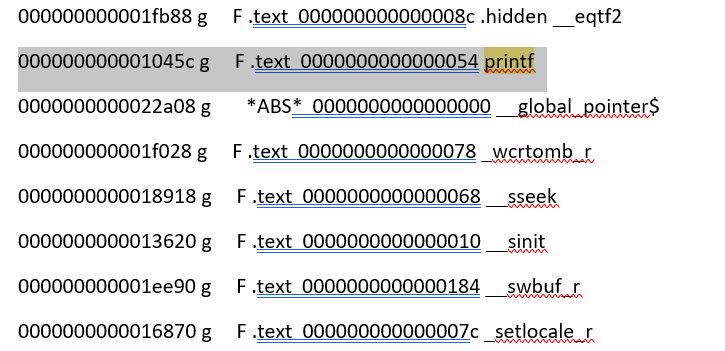 000000000001fb88 g F .text 000000000000008c .hidden __eqtf2
000000000001045c g F .text 0000000000000054 printf
0000000000022a08 g *ABS* 0000000000000000 __global_pointer$
000000000001f028 g F .text 0000000000000078 _wcrtomb_r
0000000000018918 g F .text 0000000000000068 __sseek
0000000000013620 g F .text 0000000000000010 __sinit
000000000001ee90 g F .text 0000000000000184 __swbuf_r
0000000000016870 g F .text 000000000000007c _setlocale_r